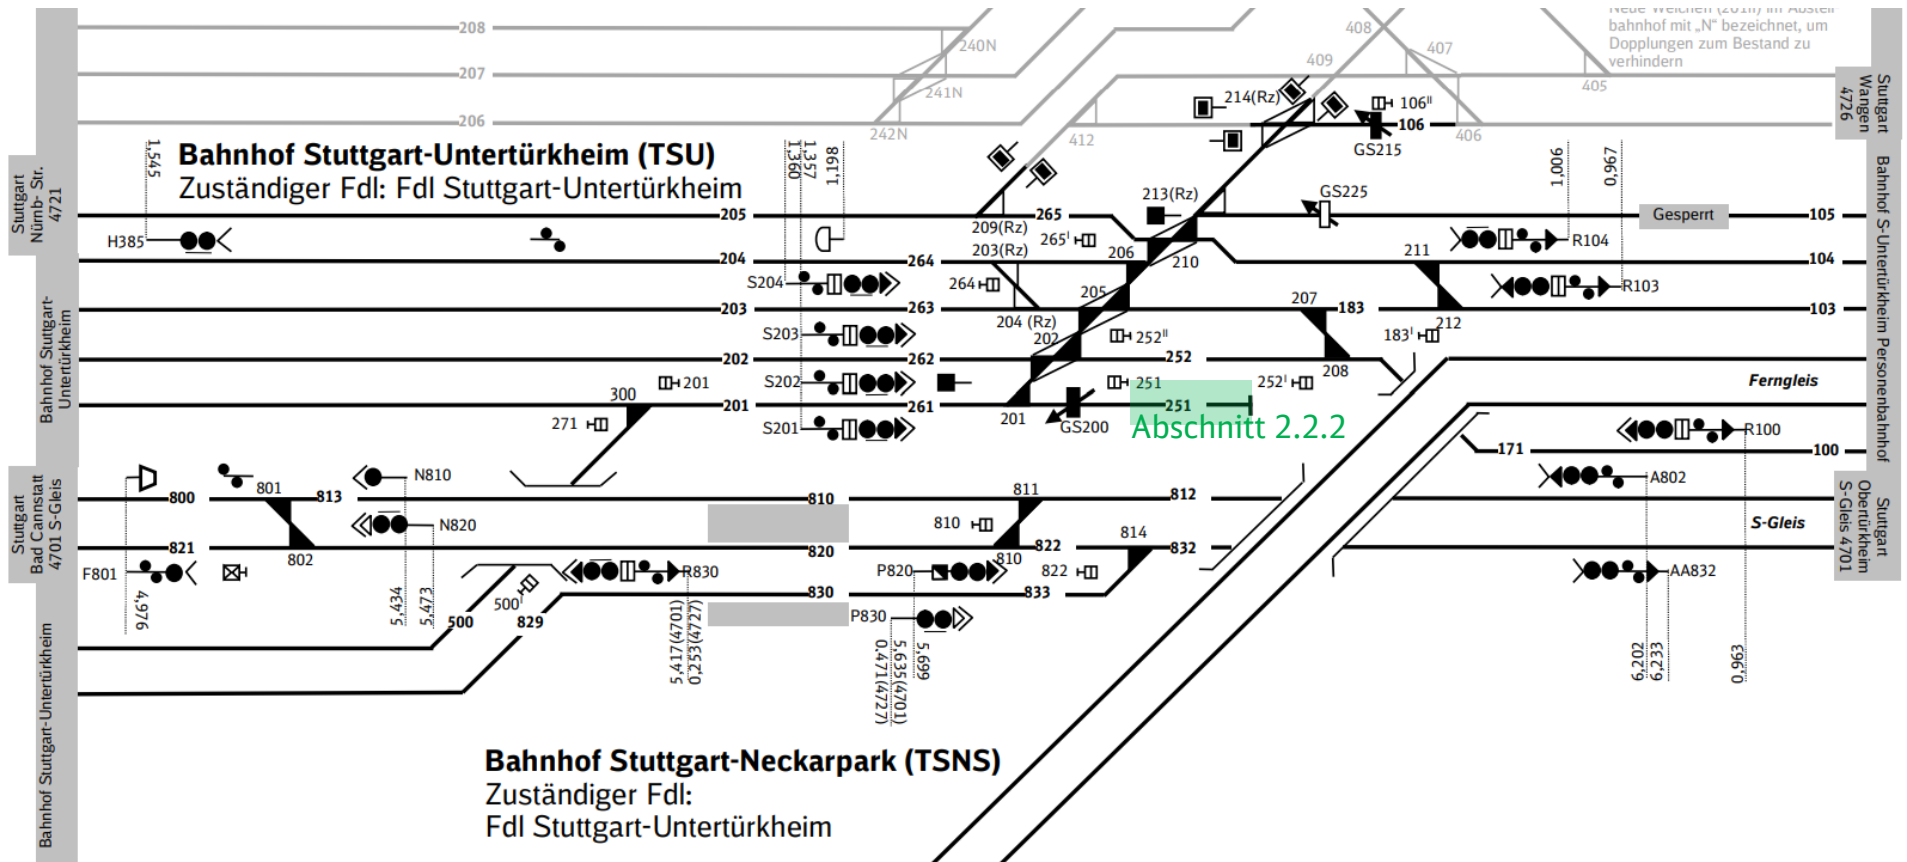 Neue Weichen (201ff) im Abstell-
bahnhof mit „N“ bezeichnet, um
Dopplungen zum Bestand zu
verhindern
208
240N
408
407
409
207
241N
405
206
242N
412
406
214(Rz)
106II
106
GS215
Stuttgart
Wangen
4726
1,545
Bahnhof Stuttgart-Untertürkheim (TSU)
Zuständiger Fdl: Fdl Stuttgart-Untertürkheim
1,360
1,357
1,198
1,006
0,967
Stuttgart
Nürnb- Str.
4721
213(Rz)
GS225
205
265
209(Rz)
Gesperrt
105
H385
265I
203(Rz)
206
210
211
R104
204
264
104
S204
264
205
207
R103
203
263
204 (Rz)
183
103
S203
202
252II
183I
212
202
262
252
208
Bahnhof Stuttgart-
Untertürkheim
Bahnhof S-Untertürkheim Personenbahnhof
201
S202
251
252I
Ferngleis
300
201
261
201
251
271
S201
GS200
Abschnitt 2.2.2
R100
171
100
N810
A802
801
811
800
813
810
812
Stuttgart
Bad Cannstatt
4701 S-Gleis
N820
810
814
S-Gleis
Stuttgart
Obertürkheim
S-Gleis 4701
821
802
820
822
832
810
F801
R830
P820
822
AA832
500I
830
833
4,976
5,434
5,473
500
829
P830
5,417(4701)
0,253(4727)
0,471(4727)
5,635(4701)
5,699
6,202
6,233
0,963
Bahnhof Stuttgart-Untertürkheim
Bahnhof Stuttgart-Neckarpark (TSNS)
Zuständiger Fdl:
Fdl Stuttgart-Untertürkheim